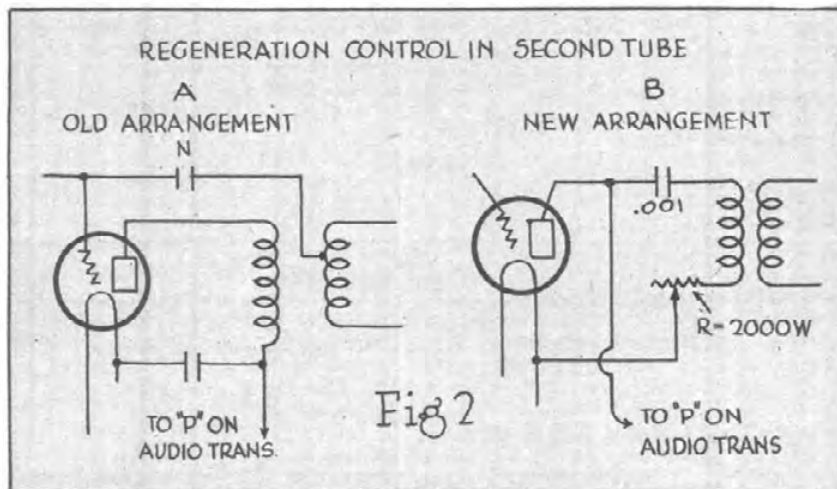 REGENERATION CONTROL IN SECOND TUBE
A
OLD ARRANGEMENT
N
TO "P" ON
AUDIO TRANS.
B
NEW ARRANGEMENT
.001
R=2000W
TO "P" ON
AUDIO TRANS
Fig 2